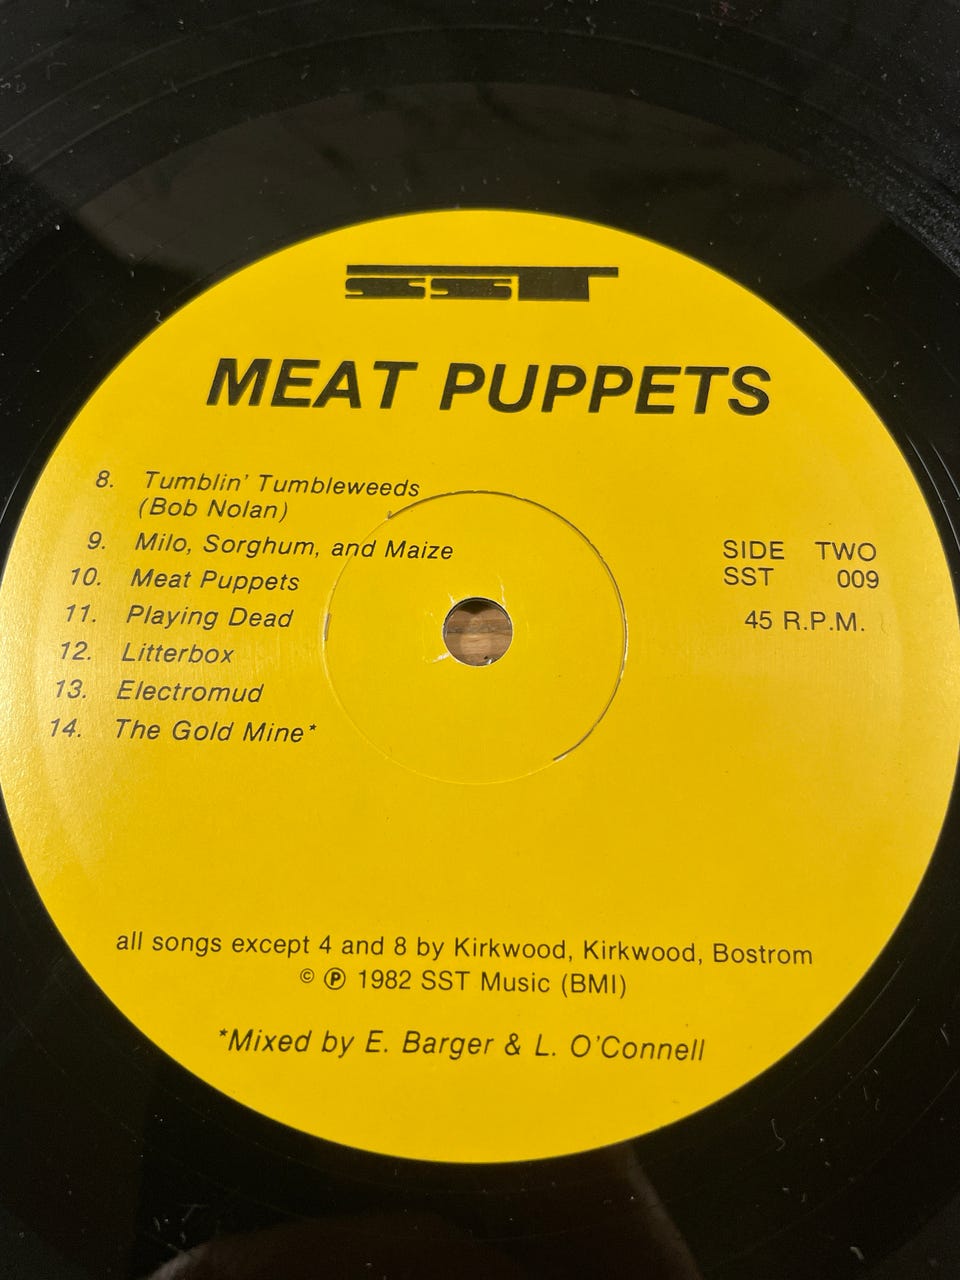 SST
MEAT PUPPETS
8. Tumblin' Tumbleweeds
(Bob Nolan)
9. Milo, Sorghum, and Maize
10. Meat Puppets
11. Playing Dead
12. Litterbox
13. Electromud
14. The Gold Mine*
SIDE TWO
SST 009
45 R.P.M.
all songs except 4 and 8 by Kirkwood, Kirkwood, Bostrom
© ℗ 1982 SST Music (BMI)
*Mixed by E. Barger & L. O'Connell